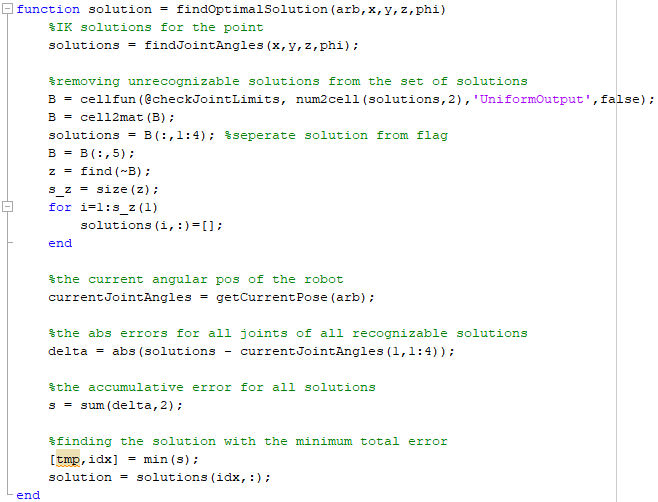 function solution = findOptimalSolution(arb,x,y,z,phi)
%IK solutions for the point
solutions = findJointAngles(x,y,z,phi);
%removing unrecognizable solutions from the set of solutions
B = cellfun(@checkJointLimits, num2cell(solutions,2),'UniformOutput',false);
B = cell2mat(B);
solutions = B(:,1:4); %seperate solution from flag
B = B(:,5);
z = find(~B);
s_z = size(z);
for i=1:s_z(1)
solutions(i,:)=[];
end
%the current angular pos of the robot
currentJointAngles = getCurrentPose(arb);
%the abs errors for all joints of all recognizable solutions
delta = abs(solutions - currentJointAngles(1,1:4));
%the accumulative error for all solutions
s = sum(delta,2);
%finding the solution with the minimum total error
[tmp,idx] = min(s);
solution = solutions(idx,:);
end